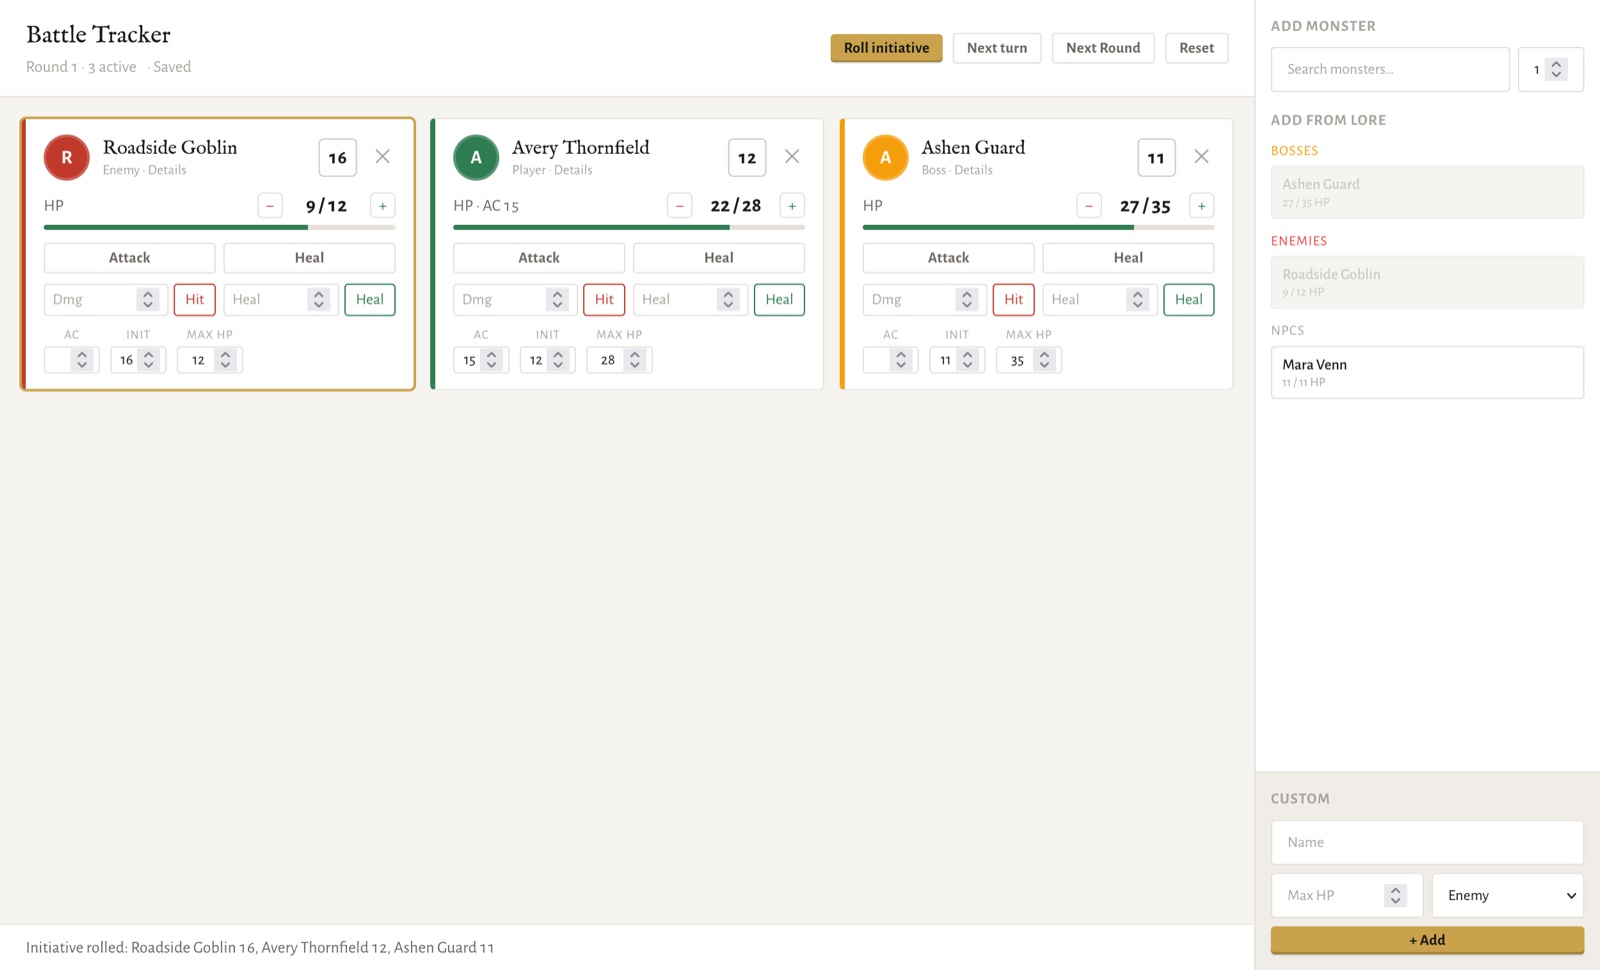 Battle Tracker
Round 1 · 3 active · Saved
Roll initiative
Next turn
Next Round
Reset
R
Roadside Goblin
Enemy · Details
16
HP
−
9 / 12
+
Attack
Heal
Dmg
Hit
Heal
Heal
AC
INIT
MAX HP
16
12
A
Avery Thornfield
Player · Details
12
HP · AC 15
−
22 / 28
+
Attack
Heal
Dmg
Hit
Heal
Heal
AC
INIT
MAX HP
15
12
28
A
Ashen Guard
Boss · Details
11
HP
−
27 / 35
+
Attack
Heal
Dmg
Hit
Heal
Heal
AC
INIT
MAX HP
11
35
Initiative rolled: Roadside Goblin 16, Avery Thornfield 12, Ashen Guard 11
ADD MONSTER
Search monsters...
1
ADD FROM LORE
BOSSES
Ashen Guard
27 / 35 HP
ENEMIES
Roadside Goblin
9 / 12 HP
NPCS
Mara Venn
11 / 11 HP
CUSTOM
Name
Max HP
Enemy
+ Add